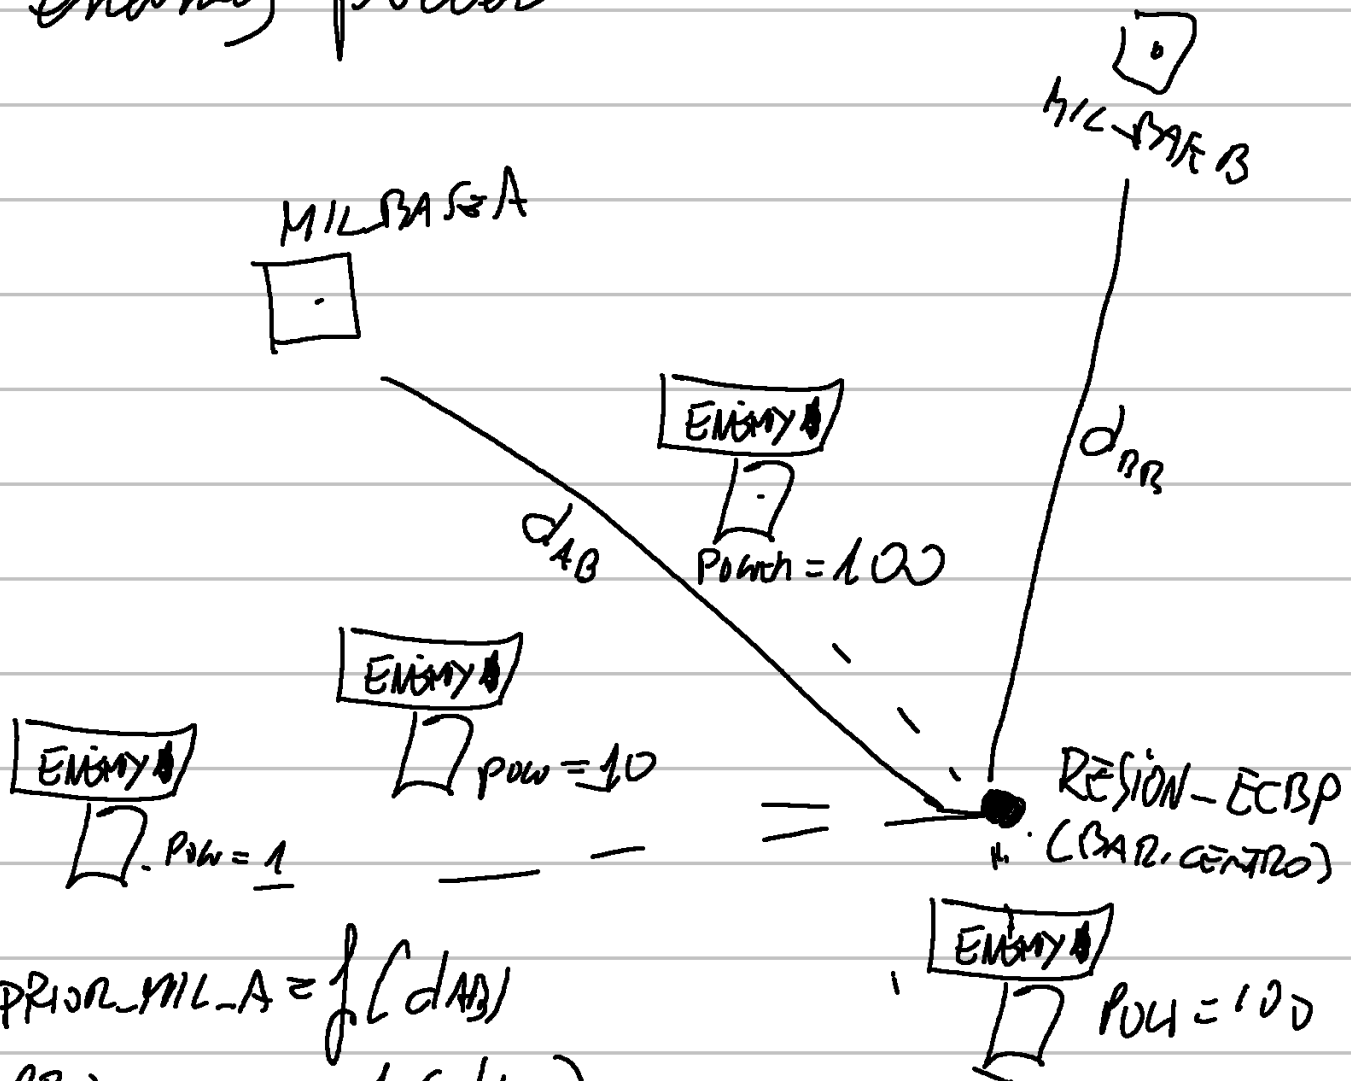 MIL_BASE B
MIL_BASE A
ENEMY
d_BB
d_AB
POWER = 100
ENEMY
POW = 10
ENEMY
POW = 1
RESION_ECBP
(BAR. CENTRO)
ENEMY
PRIOR_MIL_A = f(d_AB)
POW = 100